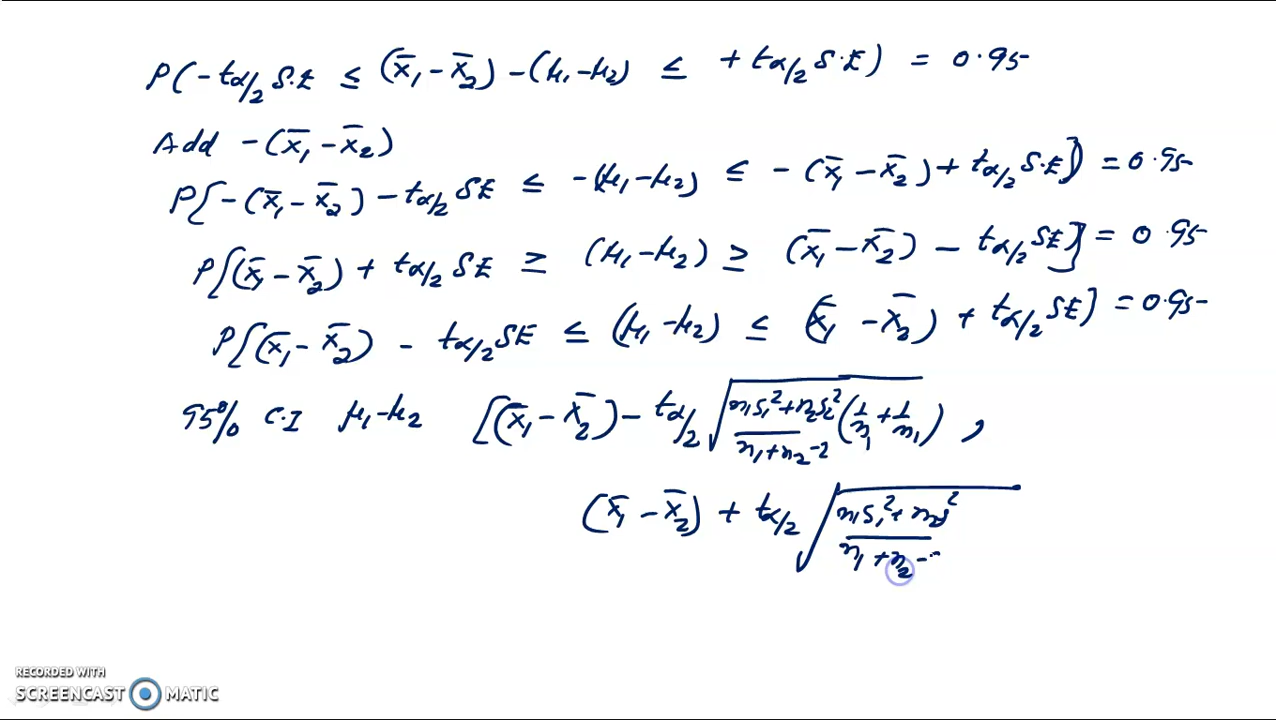 P(-tα/2 S.E ≤ (x̄₁ - x̄₂) - (μ₁-μ₂) ≤ +tα/2 S.E) = 0.95
Add -(x̄₁ - x̄₂)
P[-(x̄₁ - x̄₂) - tα/2 SE ≤ -(μ₁-μ₂) ≤ -(x̄₁ - x̄₂) + tα/2 S.E] = 0.95
P[(x̄₁ - x̄₂) + tα/2 SE ≥ (μ₁-μ₂) ≥ (x̄₁ - x̄₂) - tα/2 SE] = 0.95
P[(x̄₁ - x̄₂) - tα/2 SE ≤ (μ₁-μ₂) ≤ (x̄₁ - x̄₂) + tα/2 SE] = 0.95
95% C.I μ₁-μ₂ [(x̄₁ - x̄₂) - tα/2 √((n₁s₁²+n₂s₂²)/(n₁+n₂-2) (1/n₁ + 1/n₁)) ,
(x̄₁ - x̄₂) + tα/2 √((n₁s₁²+n₂s²)/(n₁+n₂-
RECORDED WITH
SCREENCAST MATIC